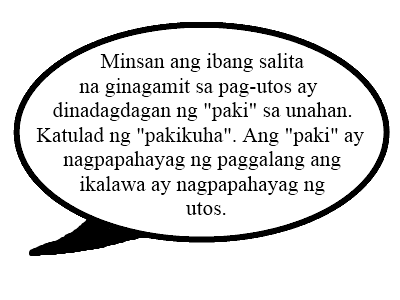 Minsan ang ibang salita
na ginagamit sa pag-utos ay
dinadagdagan ng "paki" sa unahan.
Katulad ng "pakikuha". Ang "paki" ay
nagpapahayag ng paggalang ang
ikalawa ay nagpapahayag ng
utos.